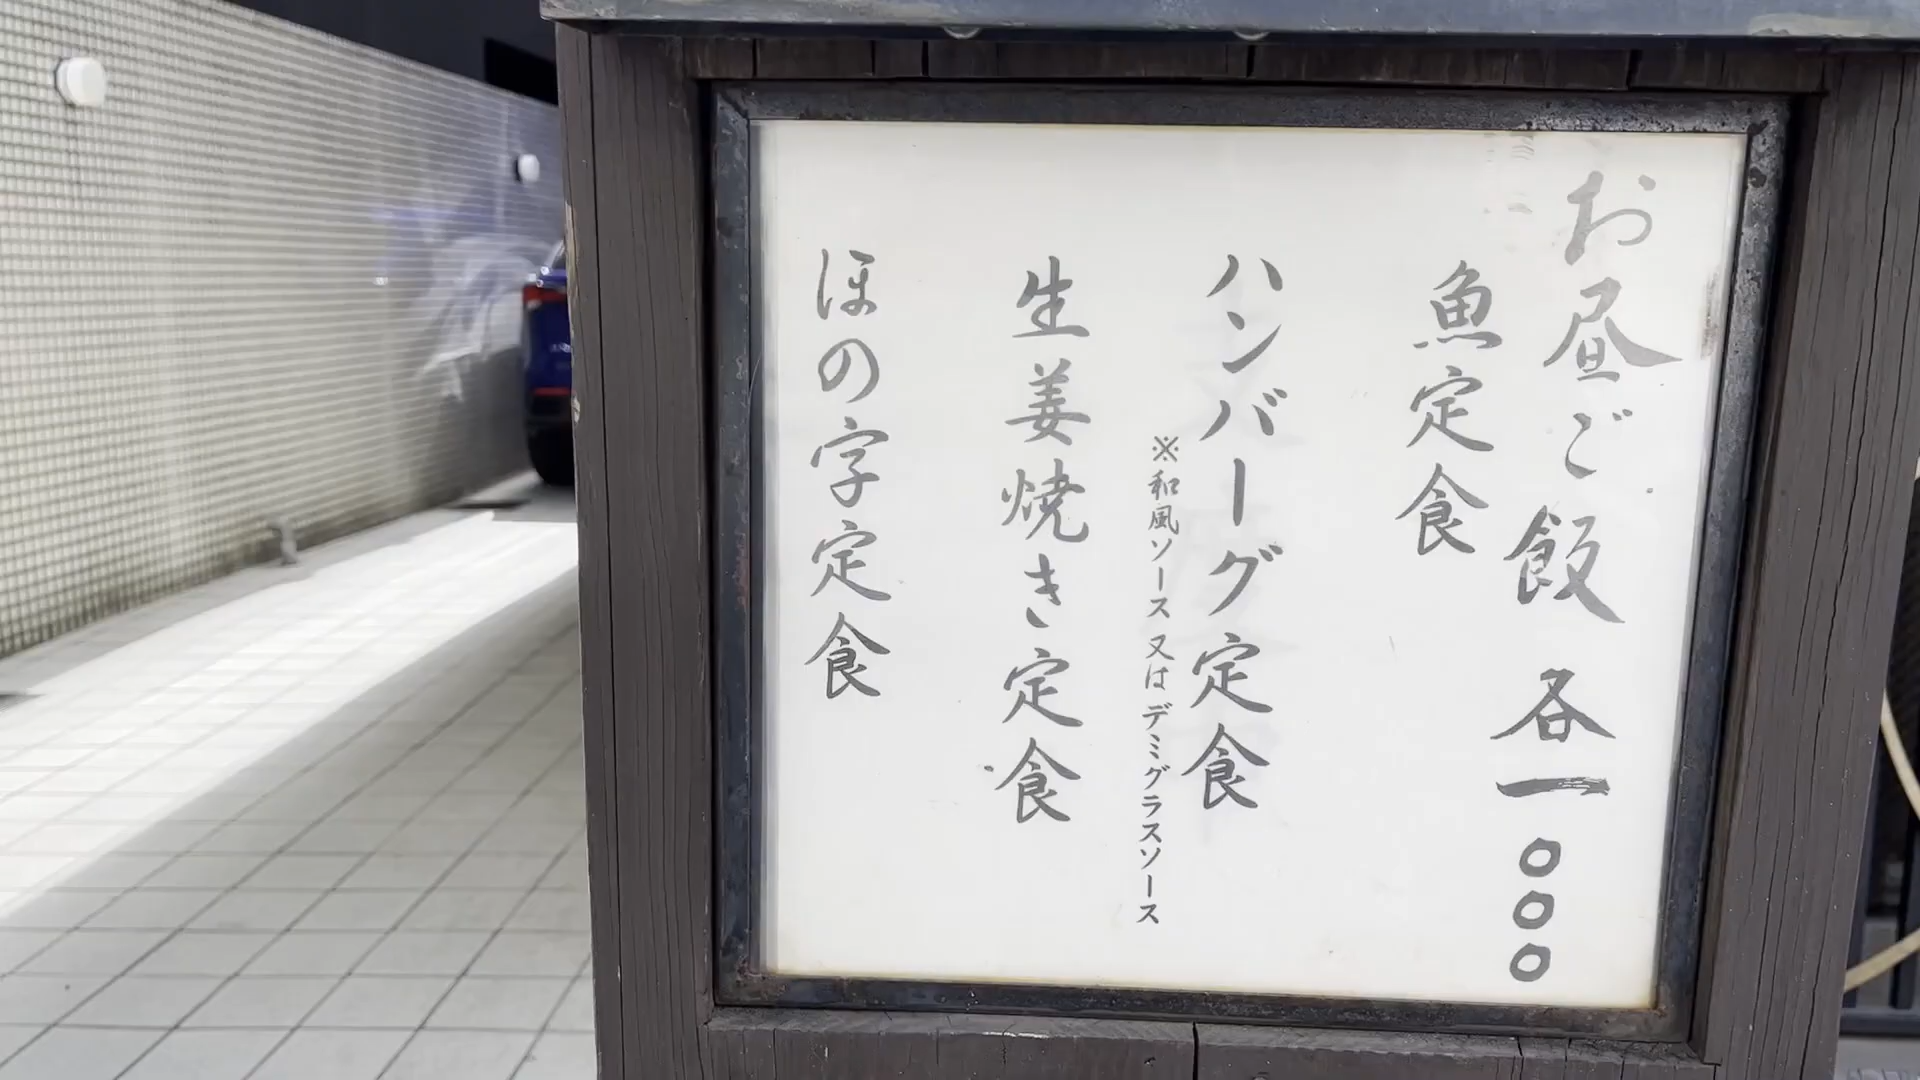 お昼ご飯 各一〇〇〇
魚定食
ハンバーグ定食
※和風ソース又はデミグラスソース
生姜焼き定食
ほの字定食